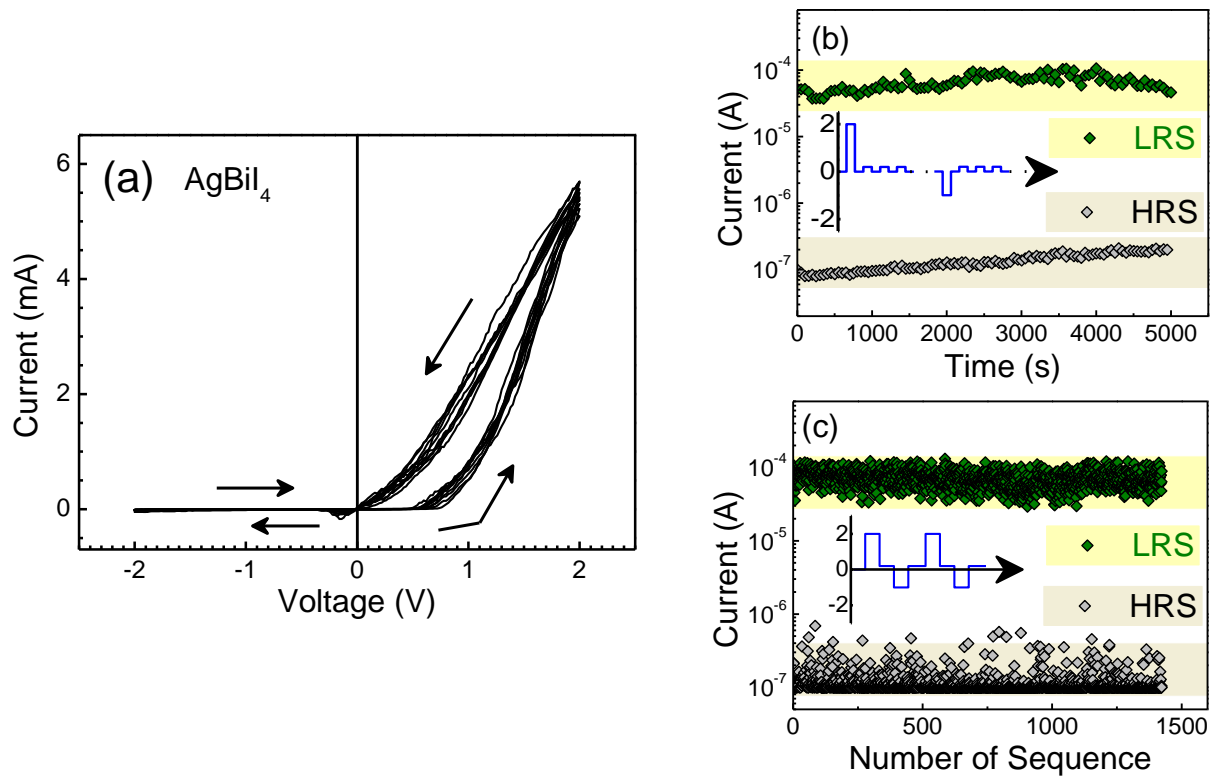 (a) AgBiI₄
Current (mA)
6
4
2
0
-2 -1 0 1 2
Voltage (V)
(b)
Current (A)
10⁻⁴
10⁻⁵
10⁻⁶
10⁻⁷
2
0
-2
LRS
HRS
0 1000 2000 3000 4000 5000
Time (s)
(c)
Current (A)
10⁻⁴
10⁻⁵
10⁻⁶
10⁻⁷
2
0
-2
LRS
HRS
0 500 1000 1500
Number of Sequence